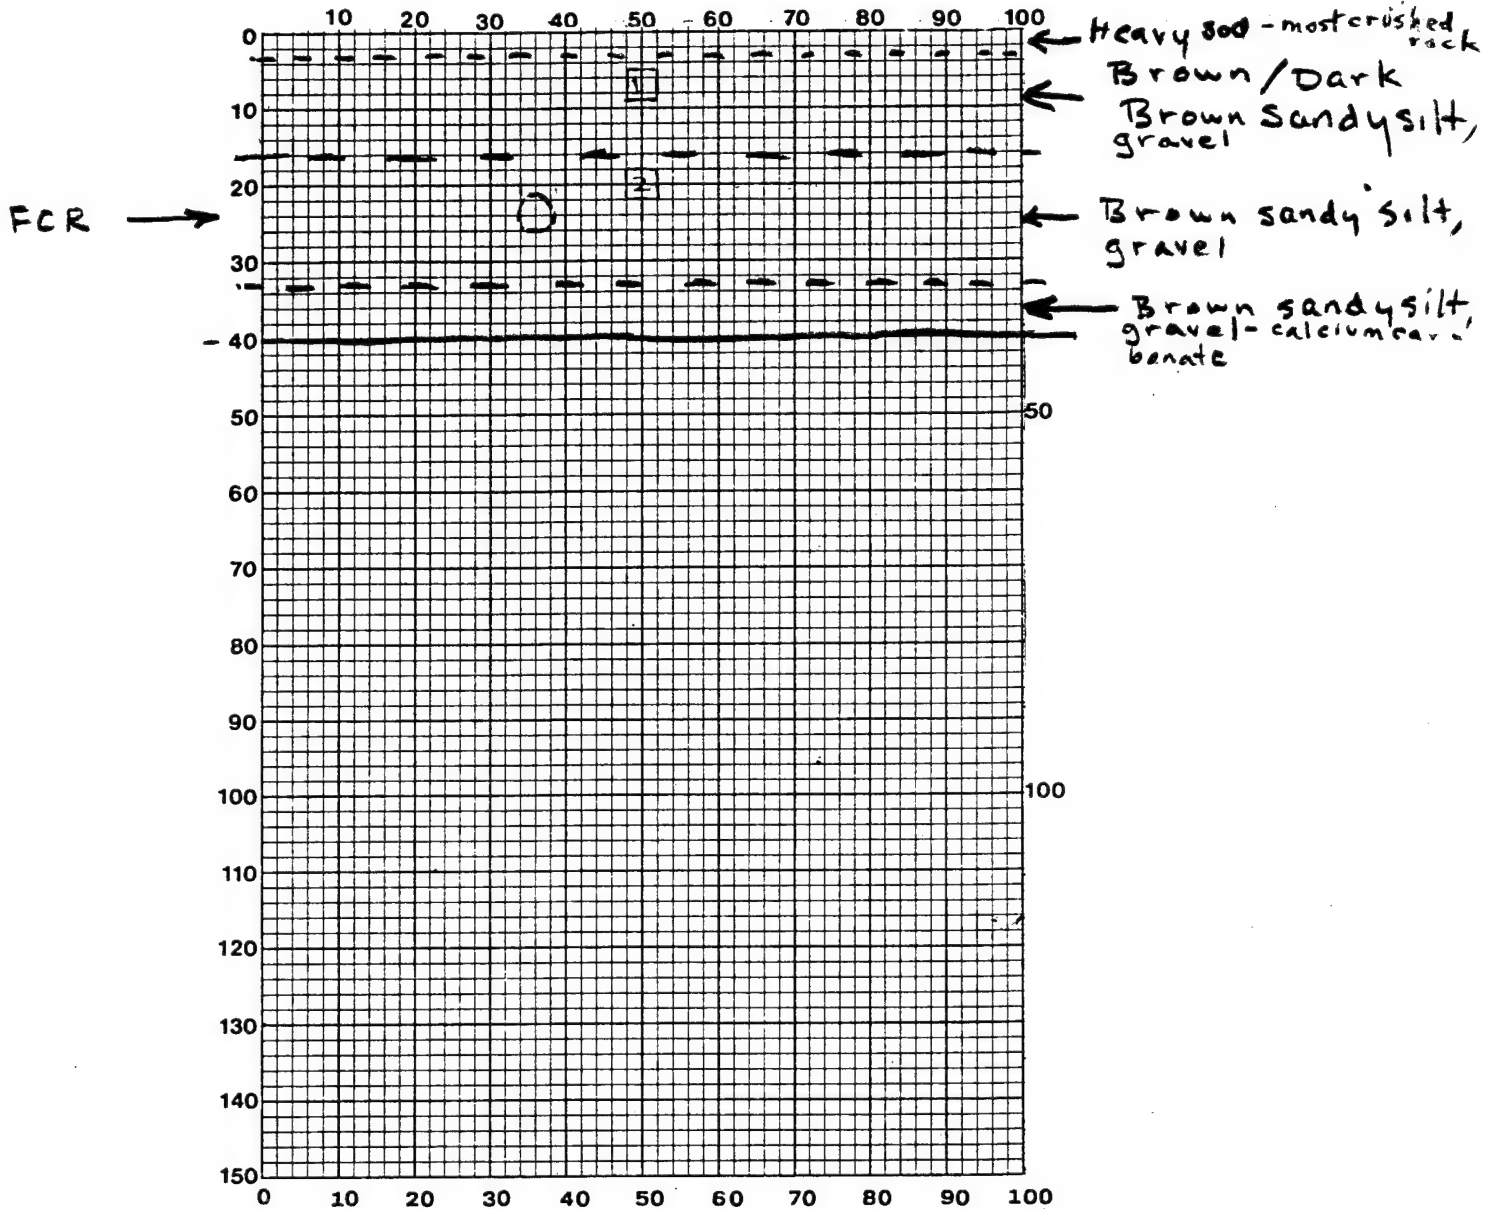 10 20 30 40 50 60 70 80 90 100
0
Heavy sod - most crushed
rock
Brown / Dark
10
Brown sandy silt,
gravel
1
20
2
FCR
Brown sandy silt,
gravel
30
Brown sandy silt,
gravel - calcium car-
bonate
40
50
50
60
70
80
90
100
100
110
120
130
140
150
0 10 20 30 40 50 60 70 80 90 100